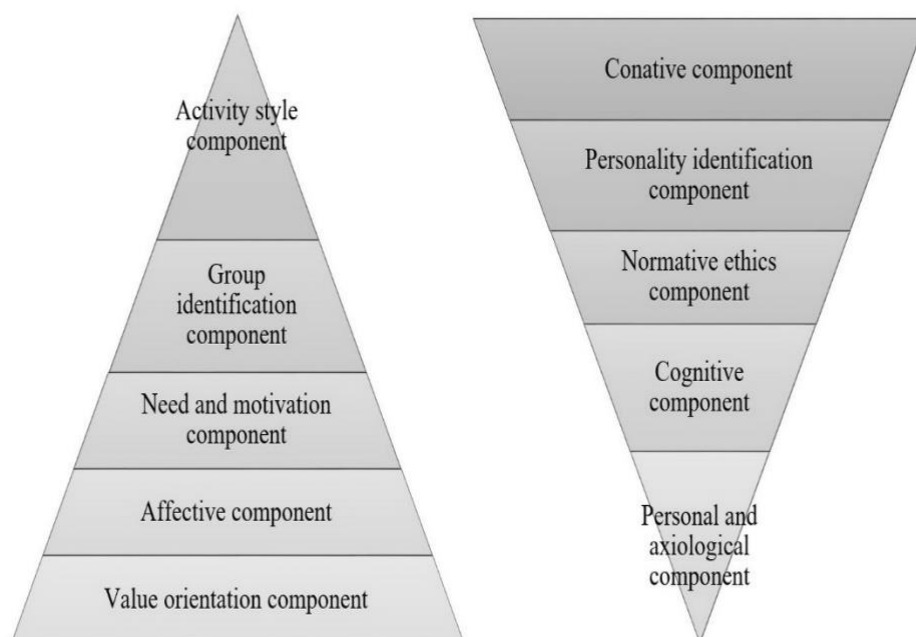 Activity style
component
Group
identification
component
Need and motivation
component
Affective component
Value orientation component
Conative component
Personality identification
component
Normative ethics
component
Cognitive
component
Personal and
axiological
component